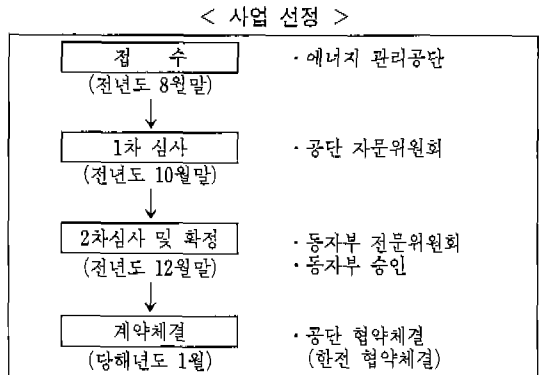 < 사업 선정 >
접 수 · 에너지 관리공단
(전년도 8월말)
1차 심사 · 공단 자문위원회
(전년도 10월말)
2차심사 및 확정 · 동자부 전문위원회
(전년도 12월말) · 동자부 승인
계약체결 · 공단 협약체결
(당해년도 1월) (한전 협약체결)